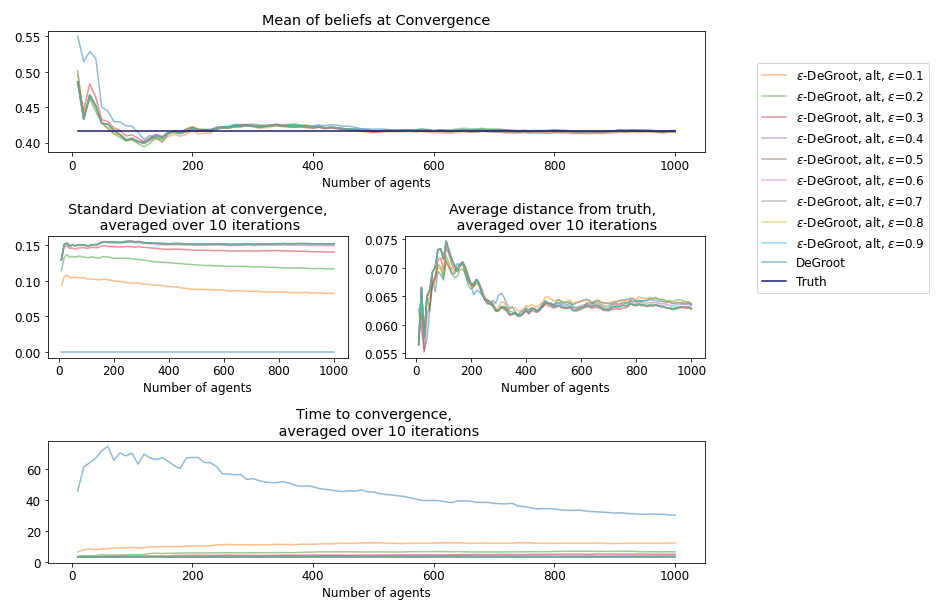 Mean of beliefs at Convergence
0.55
0.50
0.45
0.40
0
200
400
600
800
1000
Number of agents
ε-DeGroot, alt, ε=0.1
ε-DeGroot, alt, ε=0.2
ε-DeGroot, alt, ε=0.3
ε-DeGroot, alt, ε=0.4
ε-DeGroot, alt, ε=0.5
ε-DeGroot, alt, ε=0.6
ε-DeGroot, alt, ε=0.7
ε-DeGroot, alt, ε=0.8
ε-DeGroot, alt, ε=0.9
DeGroot
Truth
Standard Deviation at convergence,
averaged over 10 iterations
0.15
0.10
0.05
0.00
0
200
400
600
800
1000
Number of agents
Average distance from truth,
averaged over 10 iterations
0.075
0.070
0.065
0.060
0.055
0
200
400
600
800
1000
Number of agents
Time to convergence,
averaged over 10 iterations
60
40
20
0
0
200
400
600
800
1000
Number of agents